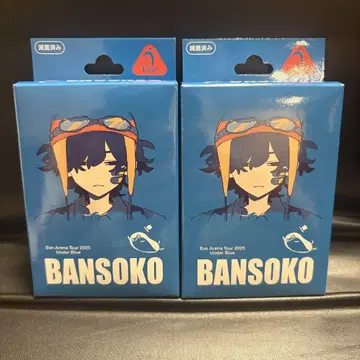 滅菌済み
Eve
Eve Arena Tour 2025
Under Blue
BANSOKO
滅菌済み
Eve Arena Tour 2025
Under Blue
BANSOKO